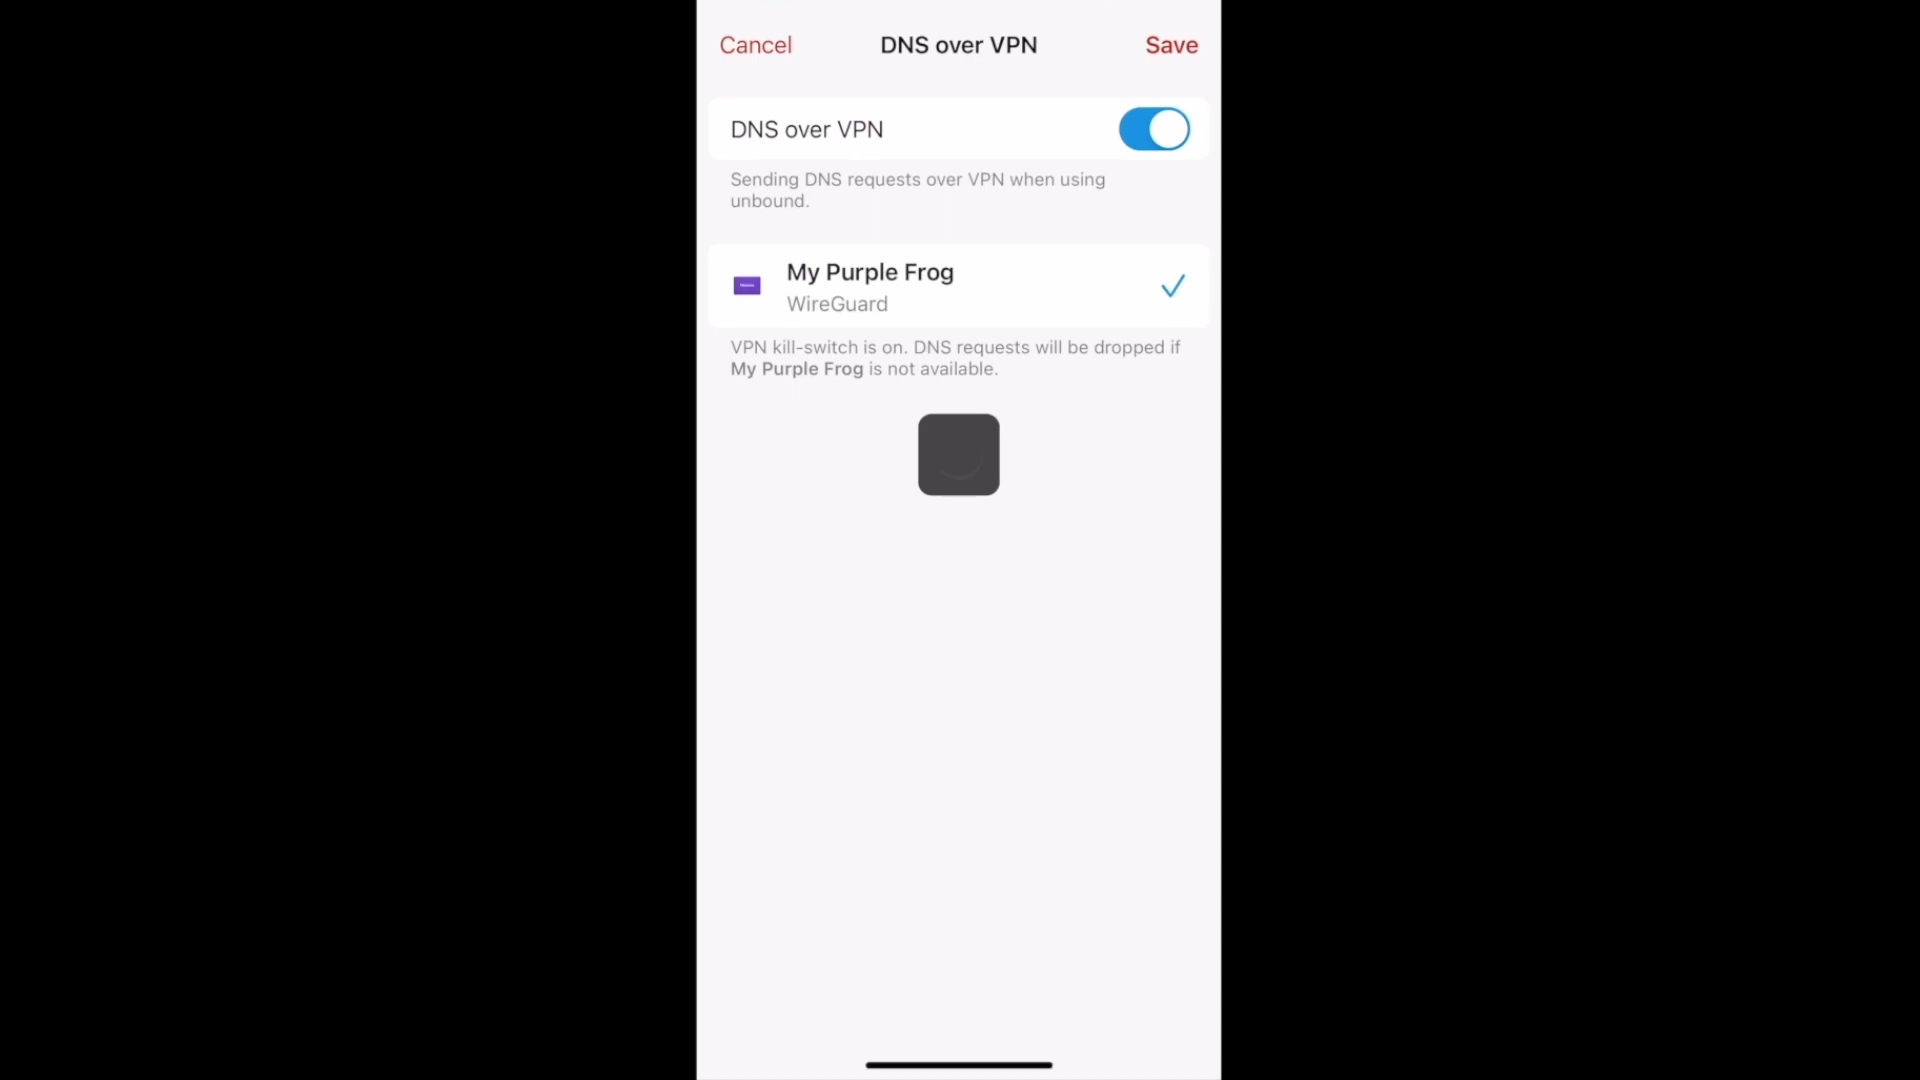 Cancel
DNS over VPN
Save
DNS over VPN
Sending DNS requests over VPN when using
unbound.
My Purple Frog
WireGuard
VPN kill-switch is on. DNS requests will be dropped if
My Purple Frog is not available.